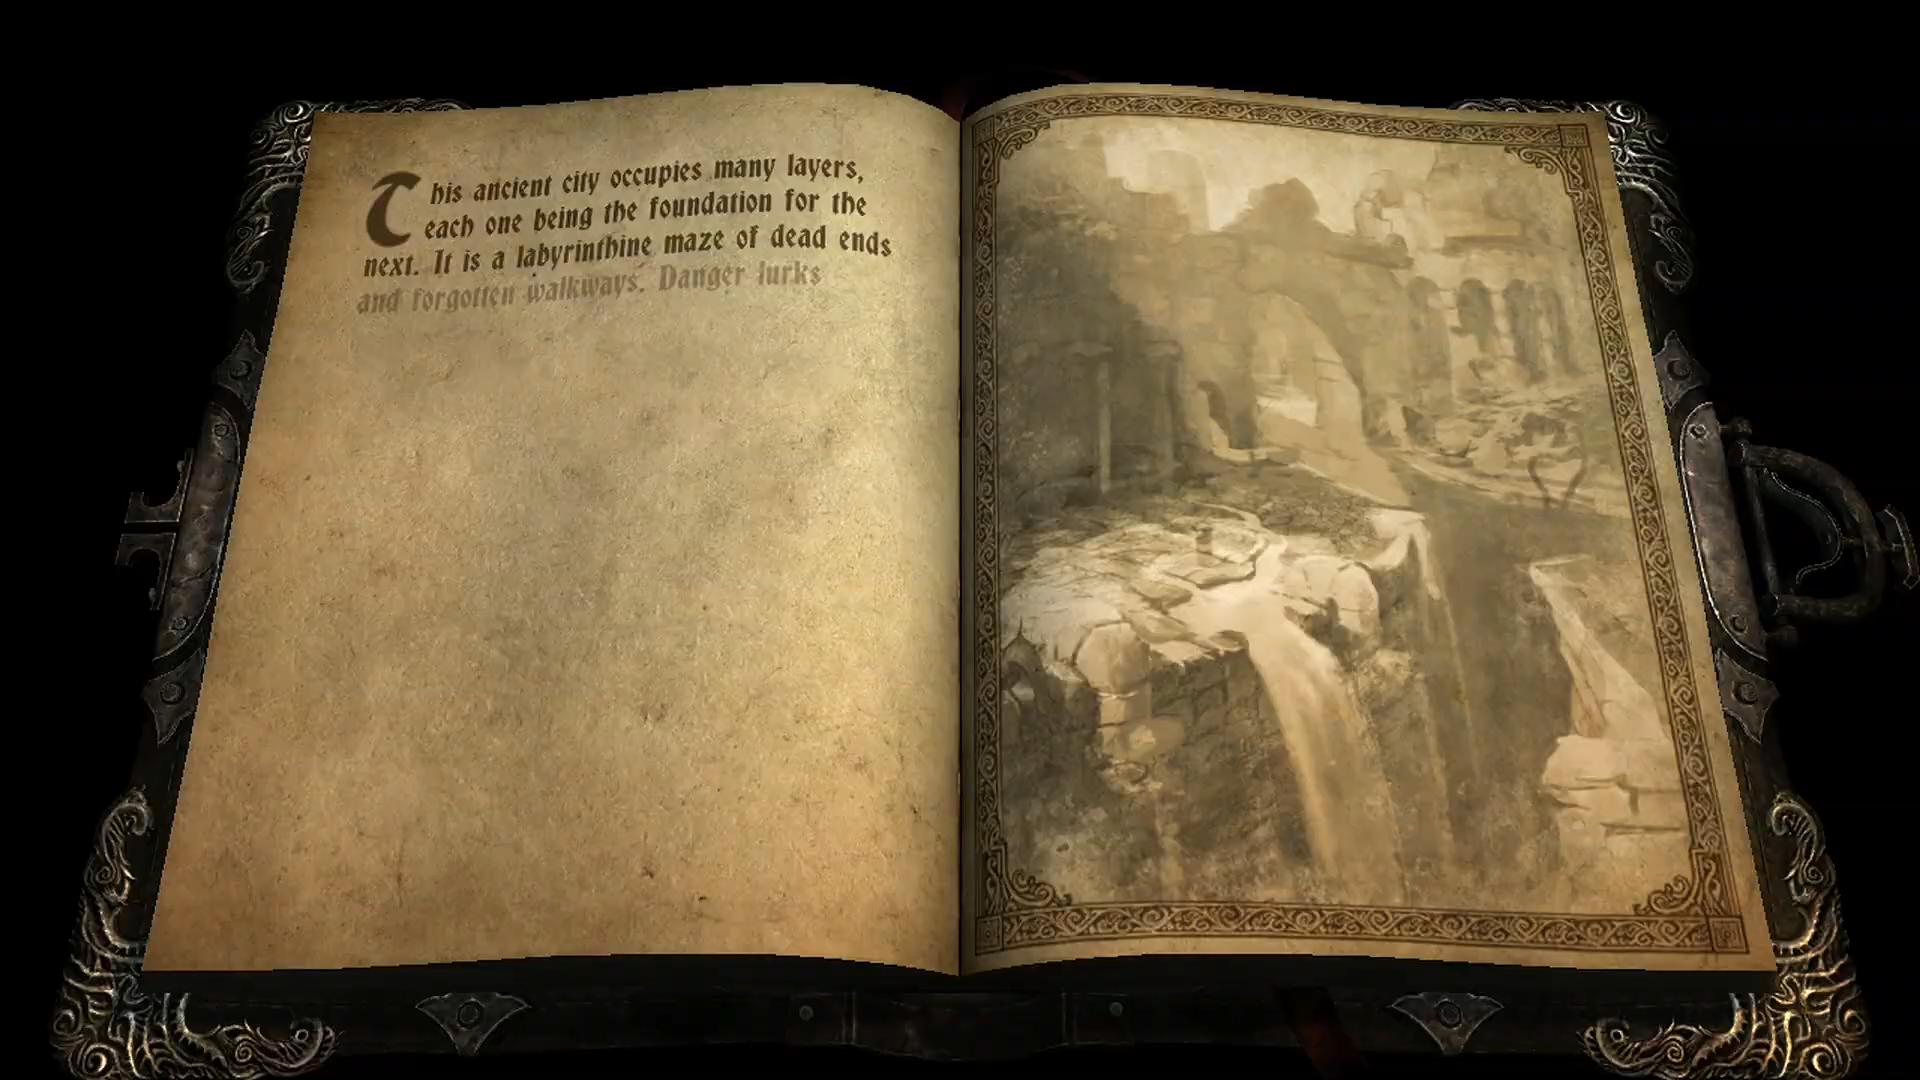 This ancient city occupies many layers,
each one being the foundation for the
next. It is a labyrinthine maze of dead ends
and forgotten walkways. Danger lurks